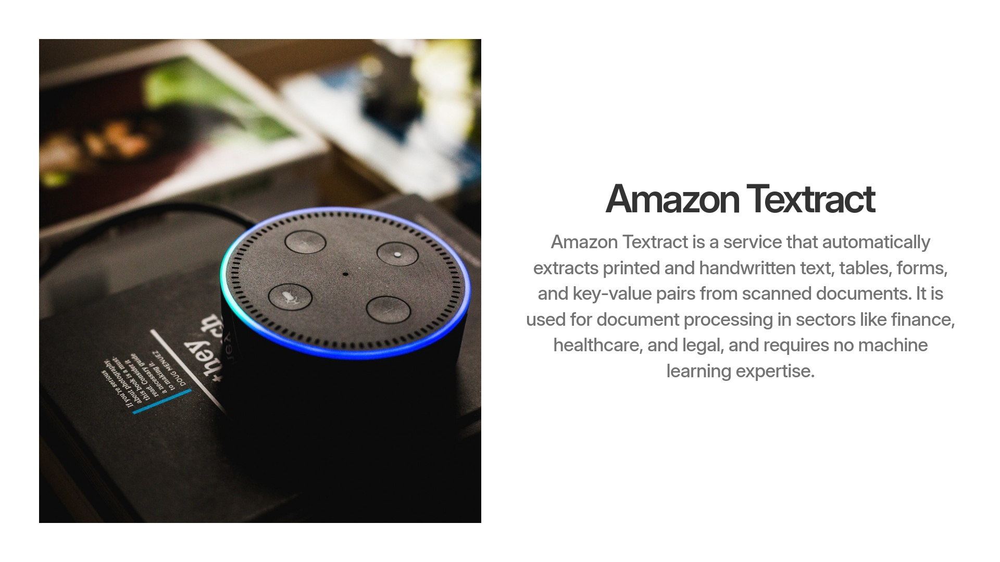 Amazon Textract
Amazon Textract is a service that automatically
extracts printed and handwritten text, tables, forms,
and key-value pairs from scanned documents. It is
used for document processing in sectors like finance,
healthcare, and legal, and requires no machine
learning expertise.
they
If you're serious
about photography,
this book is a must-
read. Consider it
a necessary guide
to making it.
DOUG MENUEZ